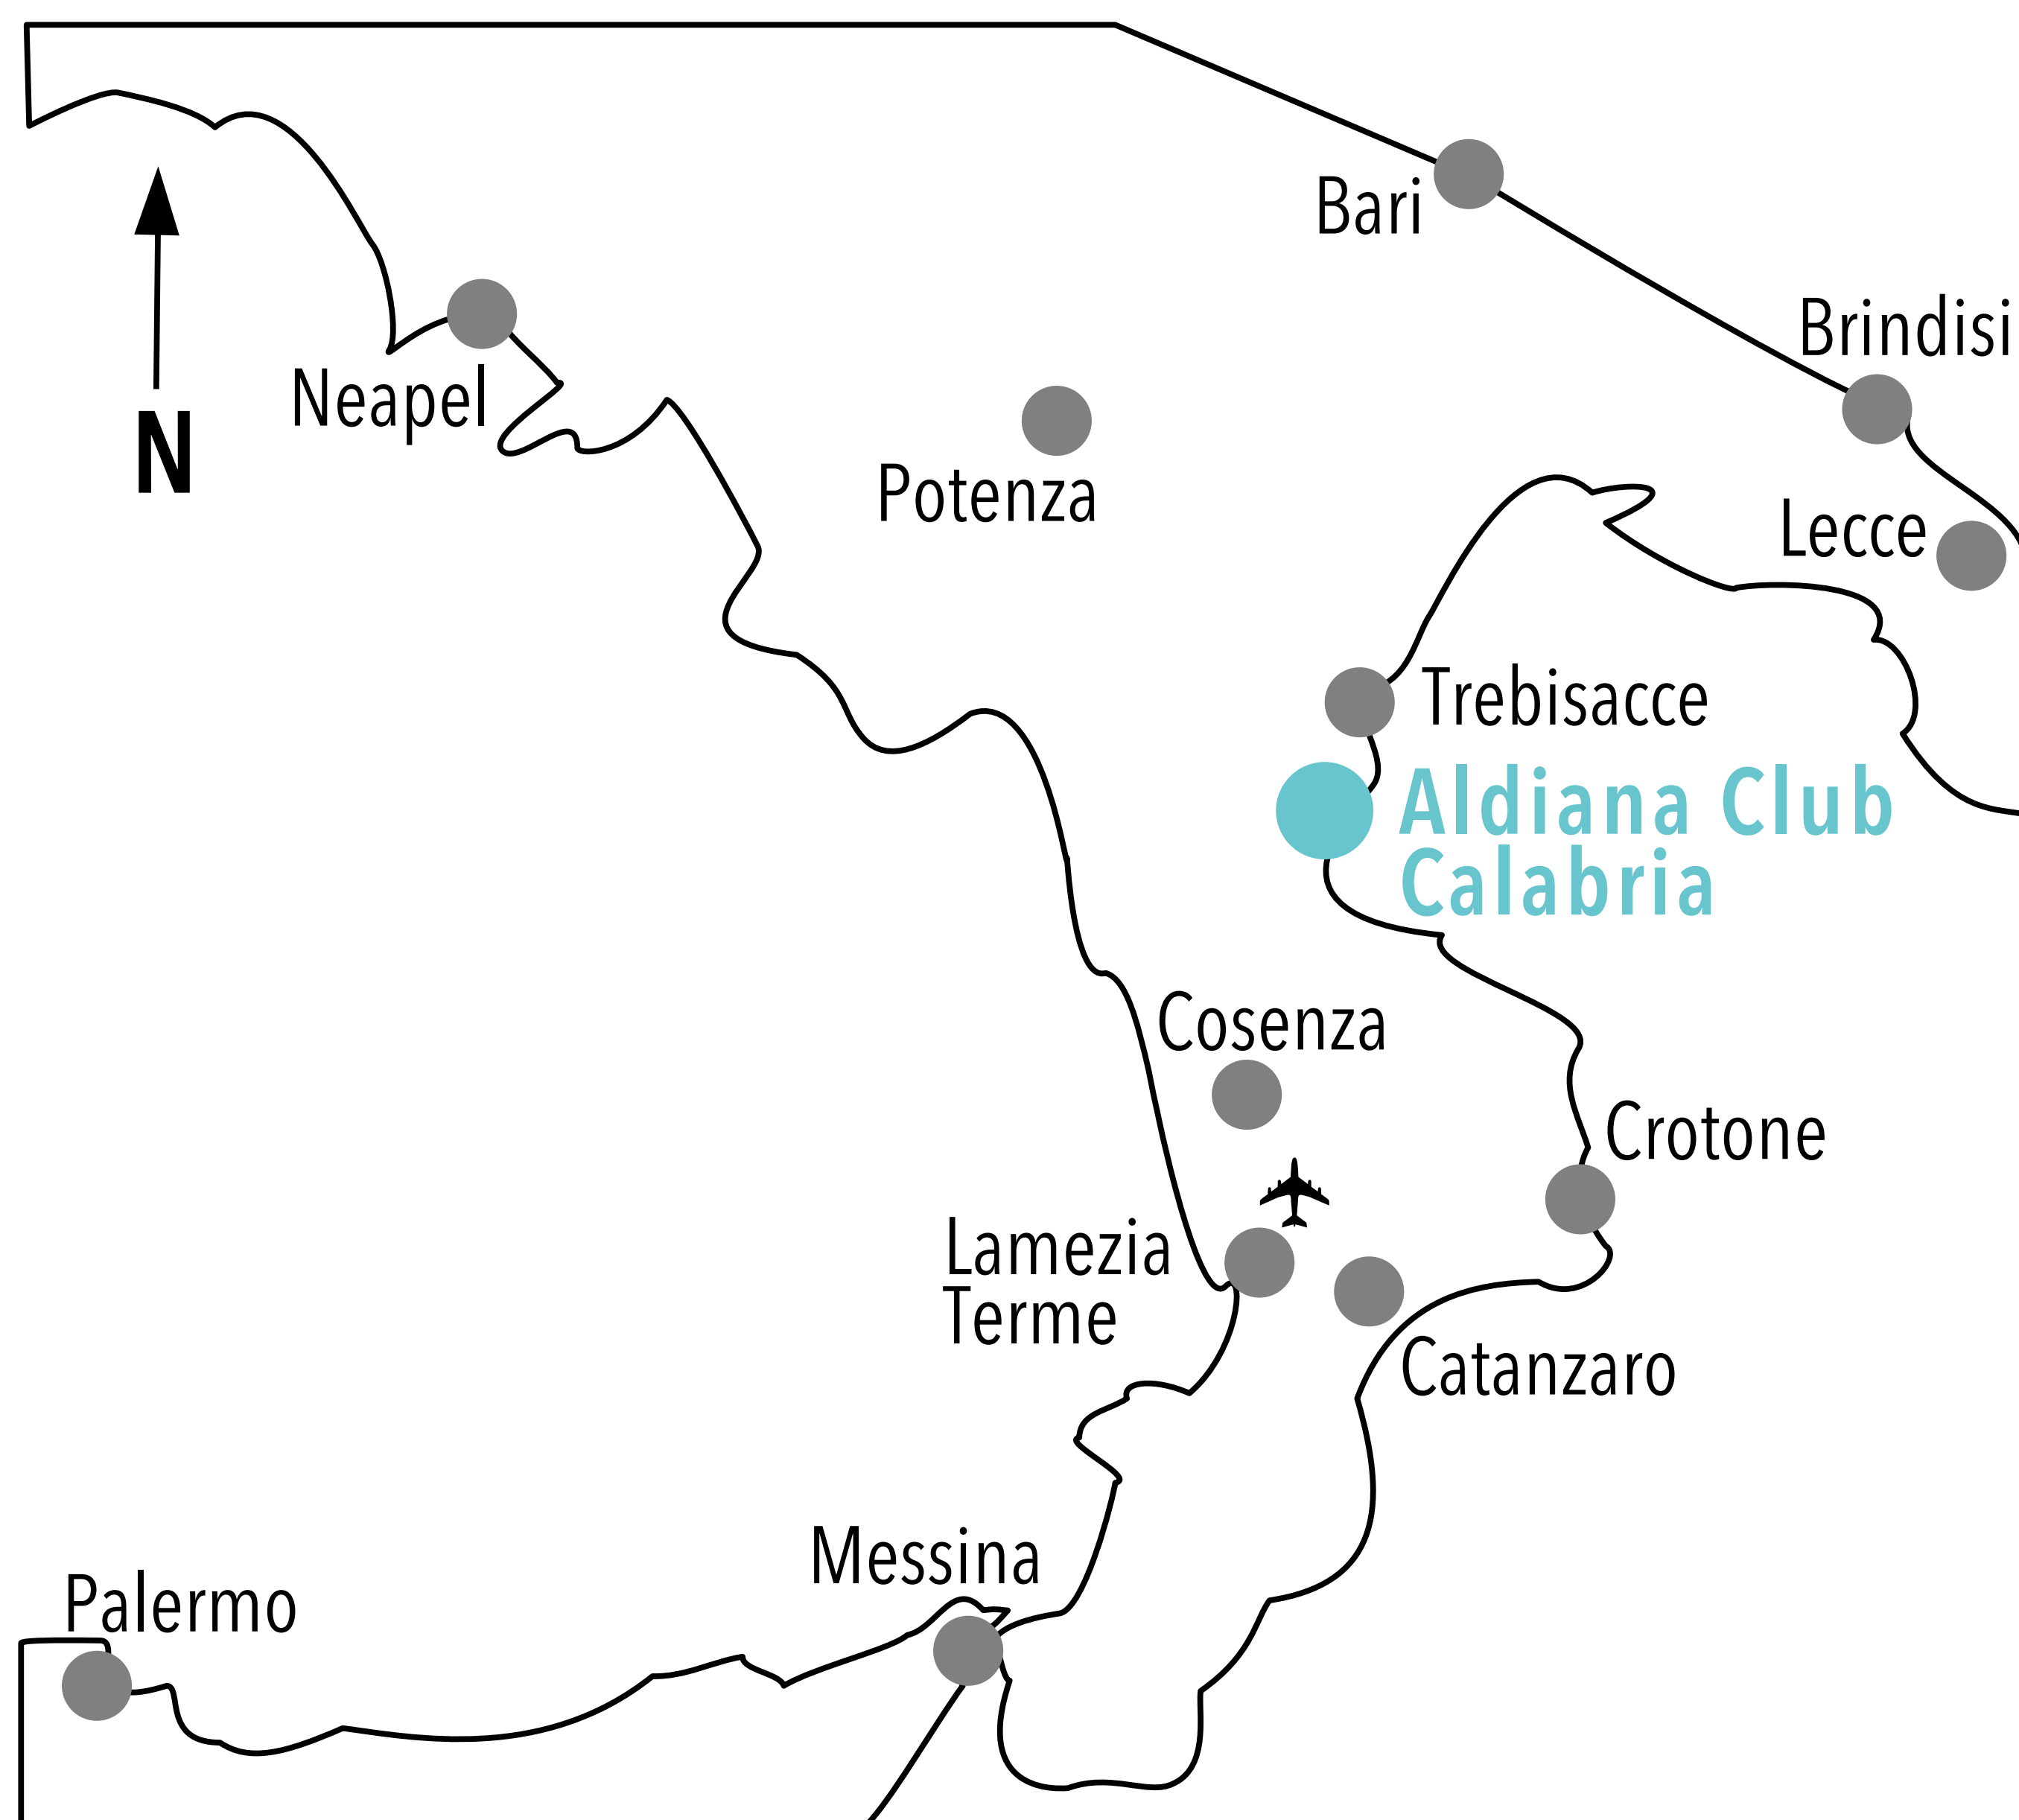 Bari
Brindisi
Neapel
N
Potenza
Lecce
Trebisacce
Aldiana Club
Calabria
Cosenza
Crotone
Lamezia
Terme
Catanzaro
Messina
Palermo